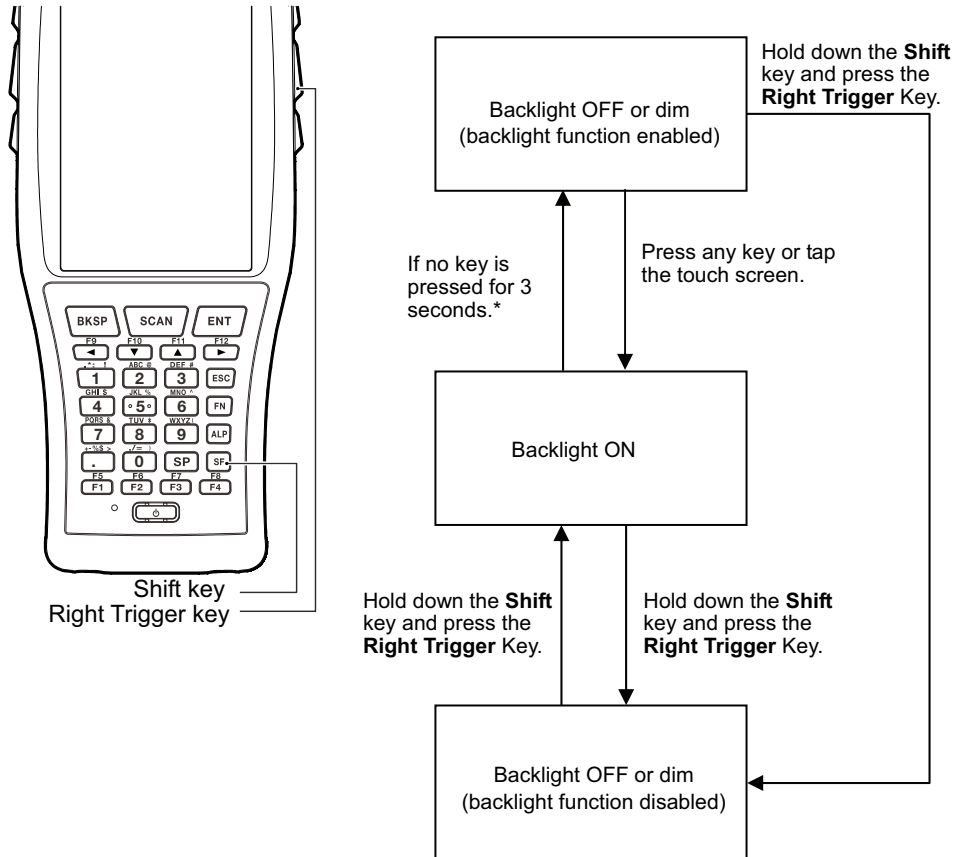 BKSP SCAN ENT
F9 F10 F11 F12
◄ ▼ ▲ ►
.*: ! ABC @ DEF #
1 2 3 ESC
GHI $ JKL % MNO ^
4 5 6 FN
PQRS & TUV * WXYZ
7 8 9 ALP
+-%$ > ,/=
. 0 SP SF
F5 F6 F7 F8
F1 F2 F3 F4
Shift key
Right Trigger key
Backlight OFF or dim
(backlight function enabled)
Hold down the Shift
key and press the
Right Trigger Key.
If no key is
pressed for 3
seconds.*
Press any key or tap
the touch screen.
Backlight ON
Hold down the Shift
key and press the
Right Trigger Key.
Hold down the Shift
key and press the
Right Trigger Key.
Backlight OFF or dim
(backlight function disabled)